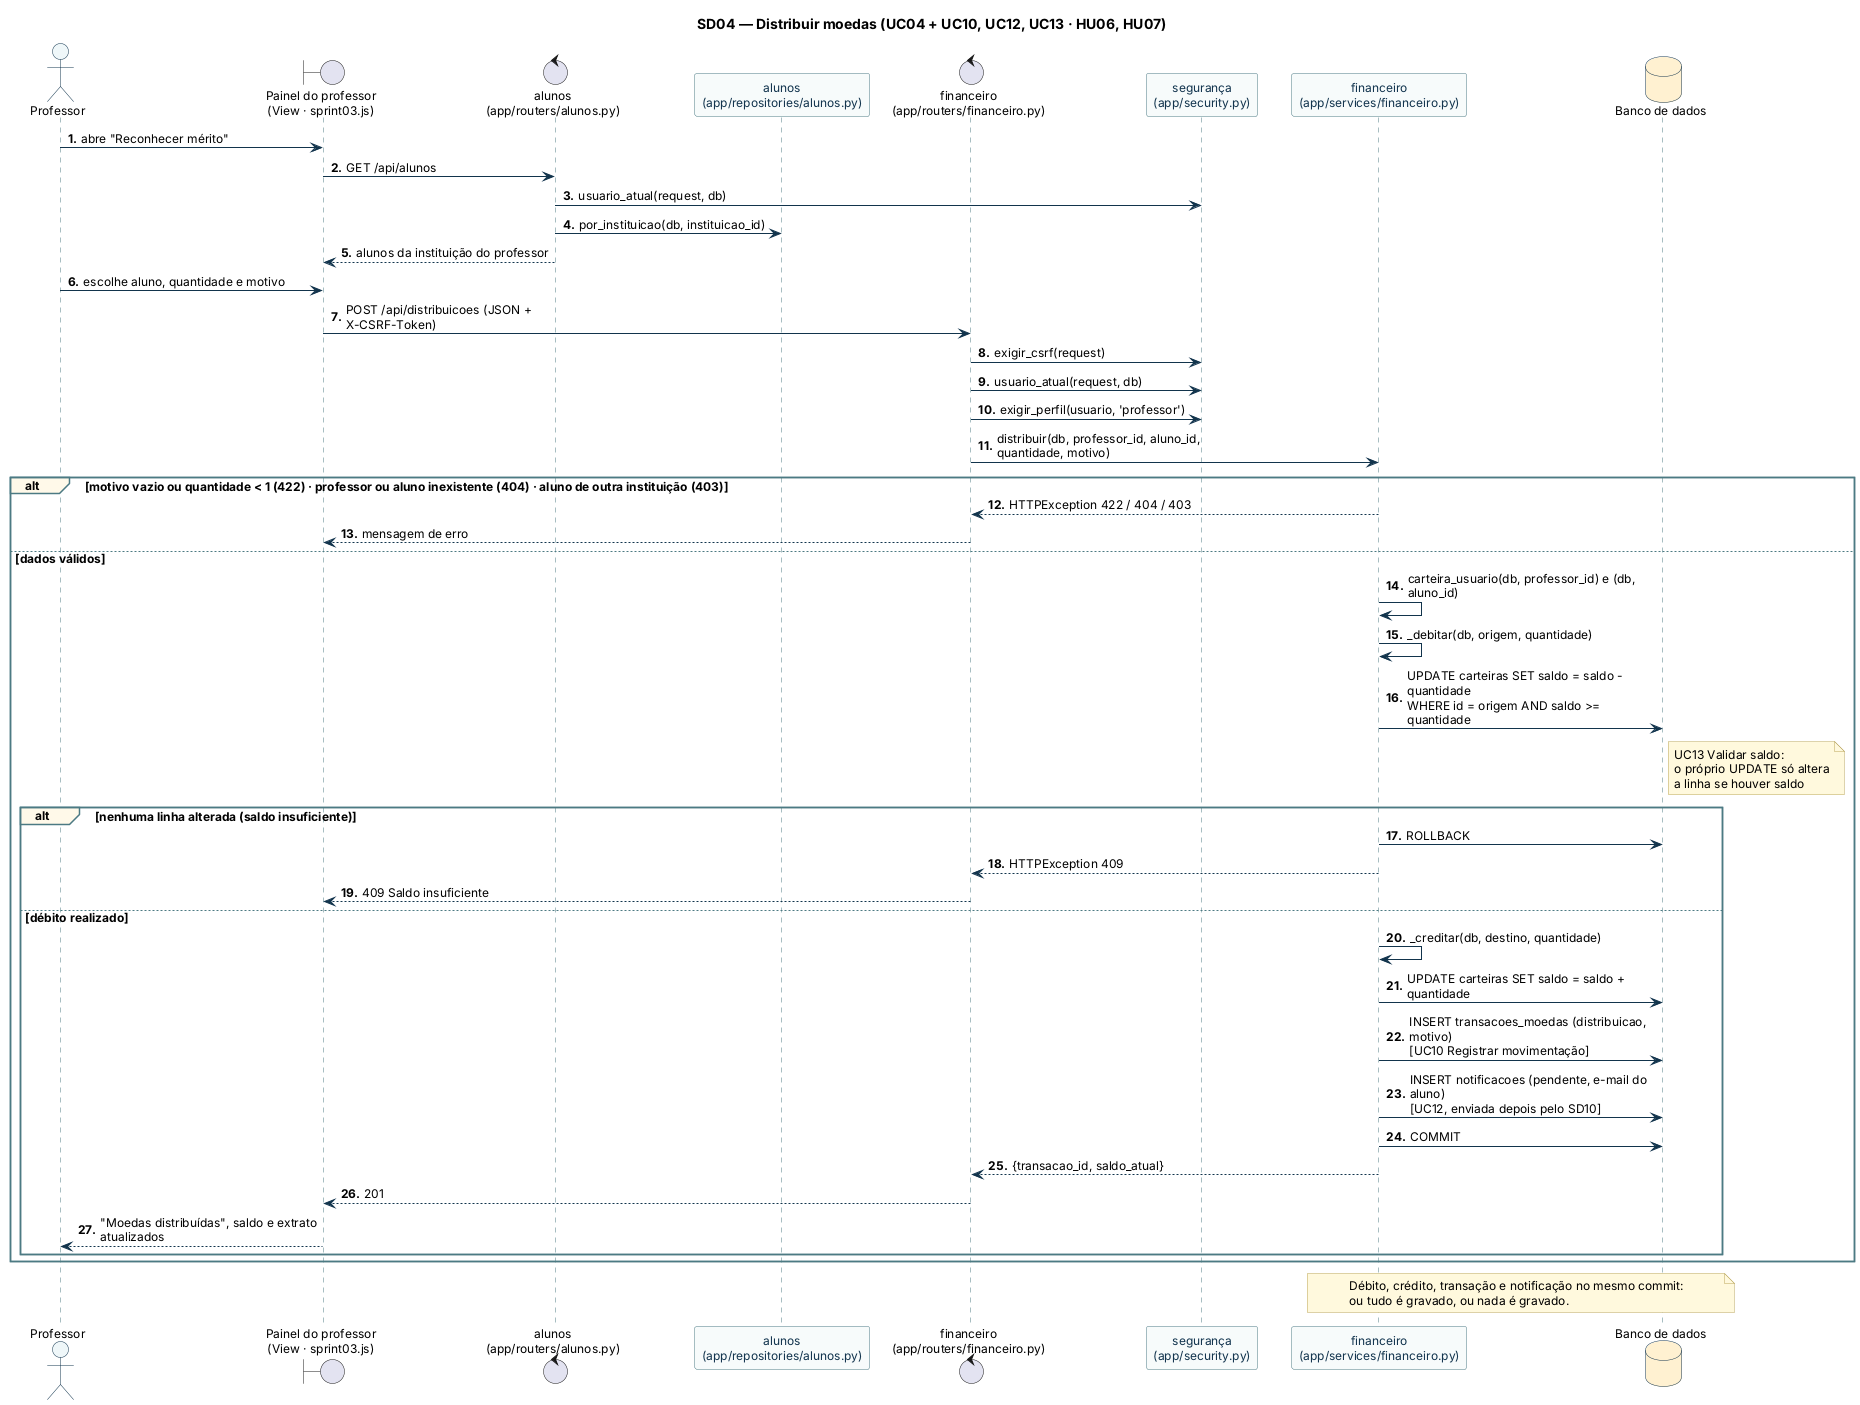 SD04 — Distribuir moedas (UC04 + UC10, UC12, UC13 · HU06, HU07)
Professor
Painel do professor
(View · sprint03.js)
alunos
(app/routers/alunos.py)
alunos
(app/repositories/alunos.py)
financeiro
(app/routers/financeiro.py)
segurança
(app/security.py)
financeiro
(app/services/financeiro.py)
Banco de dados
1. abre "Reconhecer mérito"
2. GET /api/alunos
3. usuario_atual(request, db)
4. por_instituicao(db, instituicao_id)
5. alunos da instituição do professor
6. escolhe aluno, quantidade e motivo
7. POST /api/distribuicoes (JSON +
X-CSRF-Token)
8. exigir_csrf(request)
9. usuario_atual(request, db)
10. exigir_perfil(usuario, 'professor')
11. distribuir(db, professor_id, aluno_id,
quantidade, motivo)
alt [motivo vazio ou quantidade < 1 (422) · professor ou aluno inexistente (404) · aluno de outra instituição (403)]
12. HTTPException 422 / 404 / 403
13. mensagem de erro
[dados válidos]
14. carteira_usuario(db, professor_id) e (db,
aluno_id)
15. _debitar(db, origem, quantidade)
16. UPDATE carteiras SET saldo = saldo -
quantidade
WHERE id = origem AND saldo >=
quantidade
UC13 Validar saldo:
o próprio UPDATE só altera
a linha se houver saldo
alt [nenhuma linha alterada (saldo insuficiente)]
17. ROLLBACK
18. HTTPException 409
19. 409 Saldo insuficiente
[débito realizado]
20. _creditar(db, destino, quantidade)
21. UPDATE carteiras SET saldo = saldo +
quantidade
22. INSERT transacoes_moedas (distribuicao,
motivo)
[UC10 Registrar movimentação]
23. INSERT notificacoes (pendente, e-mail do
aluno)
[UC12, enviada depois pelo SD10]
24. COMMIT
25. {transacao_id, saldo_atual}
26. 201
27. "Moedas distribuídas", saldo e extrato
atualizados
Débito, crédito, transação e notificação no mesmo commit:
ou tudo é gravado, ou nada é gravado.
Professor
Painel do professor
(View · sprint03.js)
alunos
(app/routers/alunos.py)
alunos
(app/repositories/alunos.py)
financeiro
(app/routers/financeiro.py)
segurança
(app/security.py)
financeiro
(app/services/financeiro.py)
Banco de dados